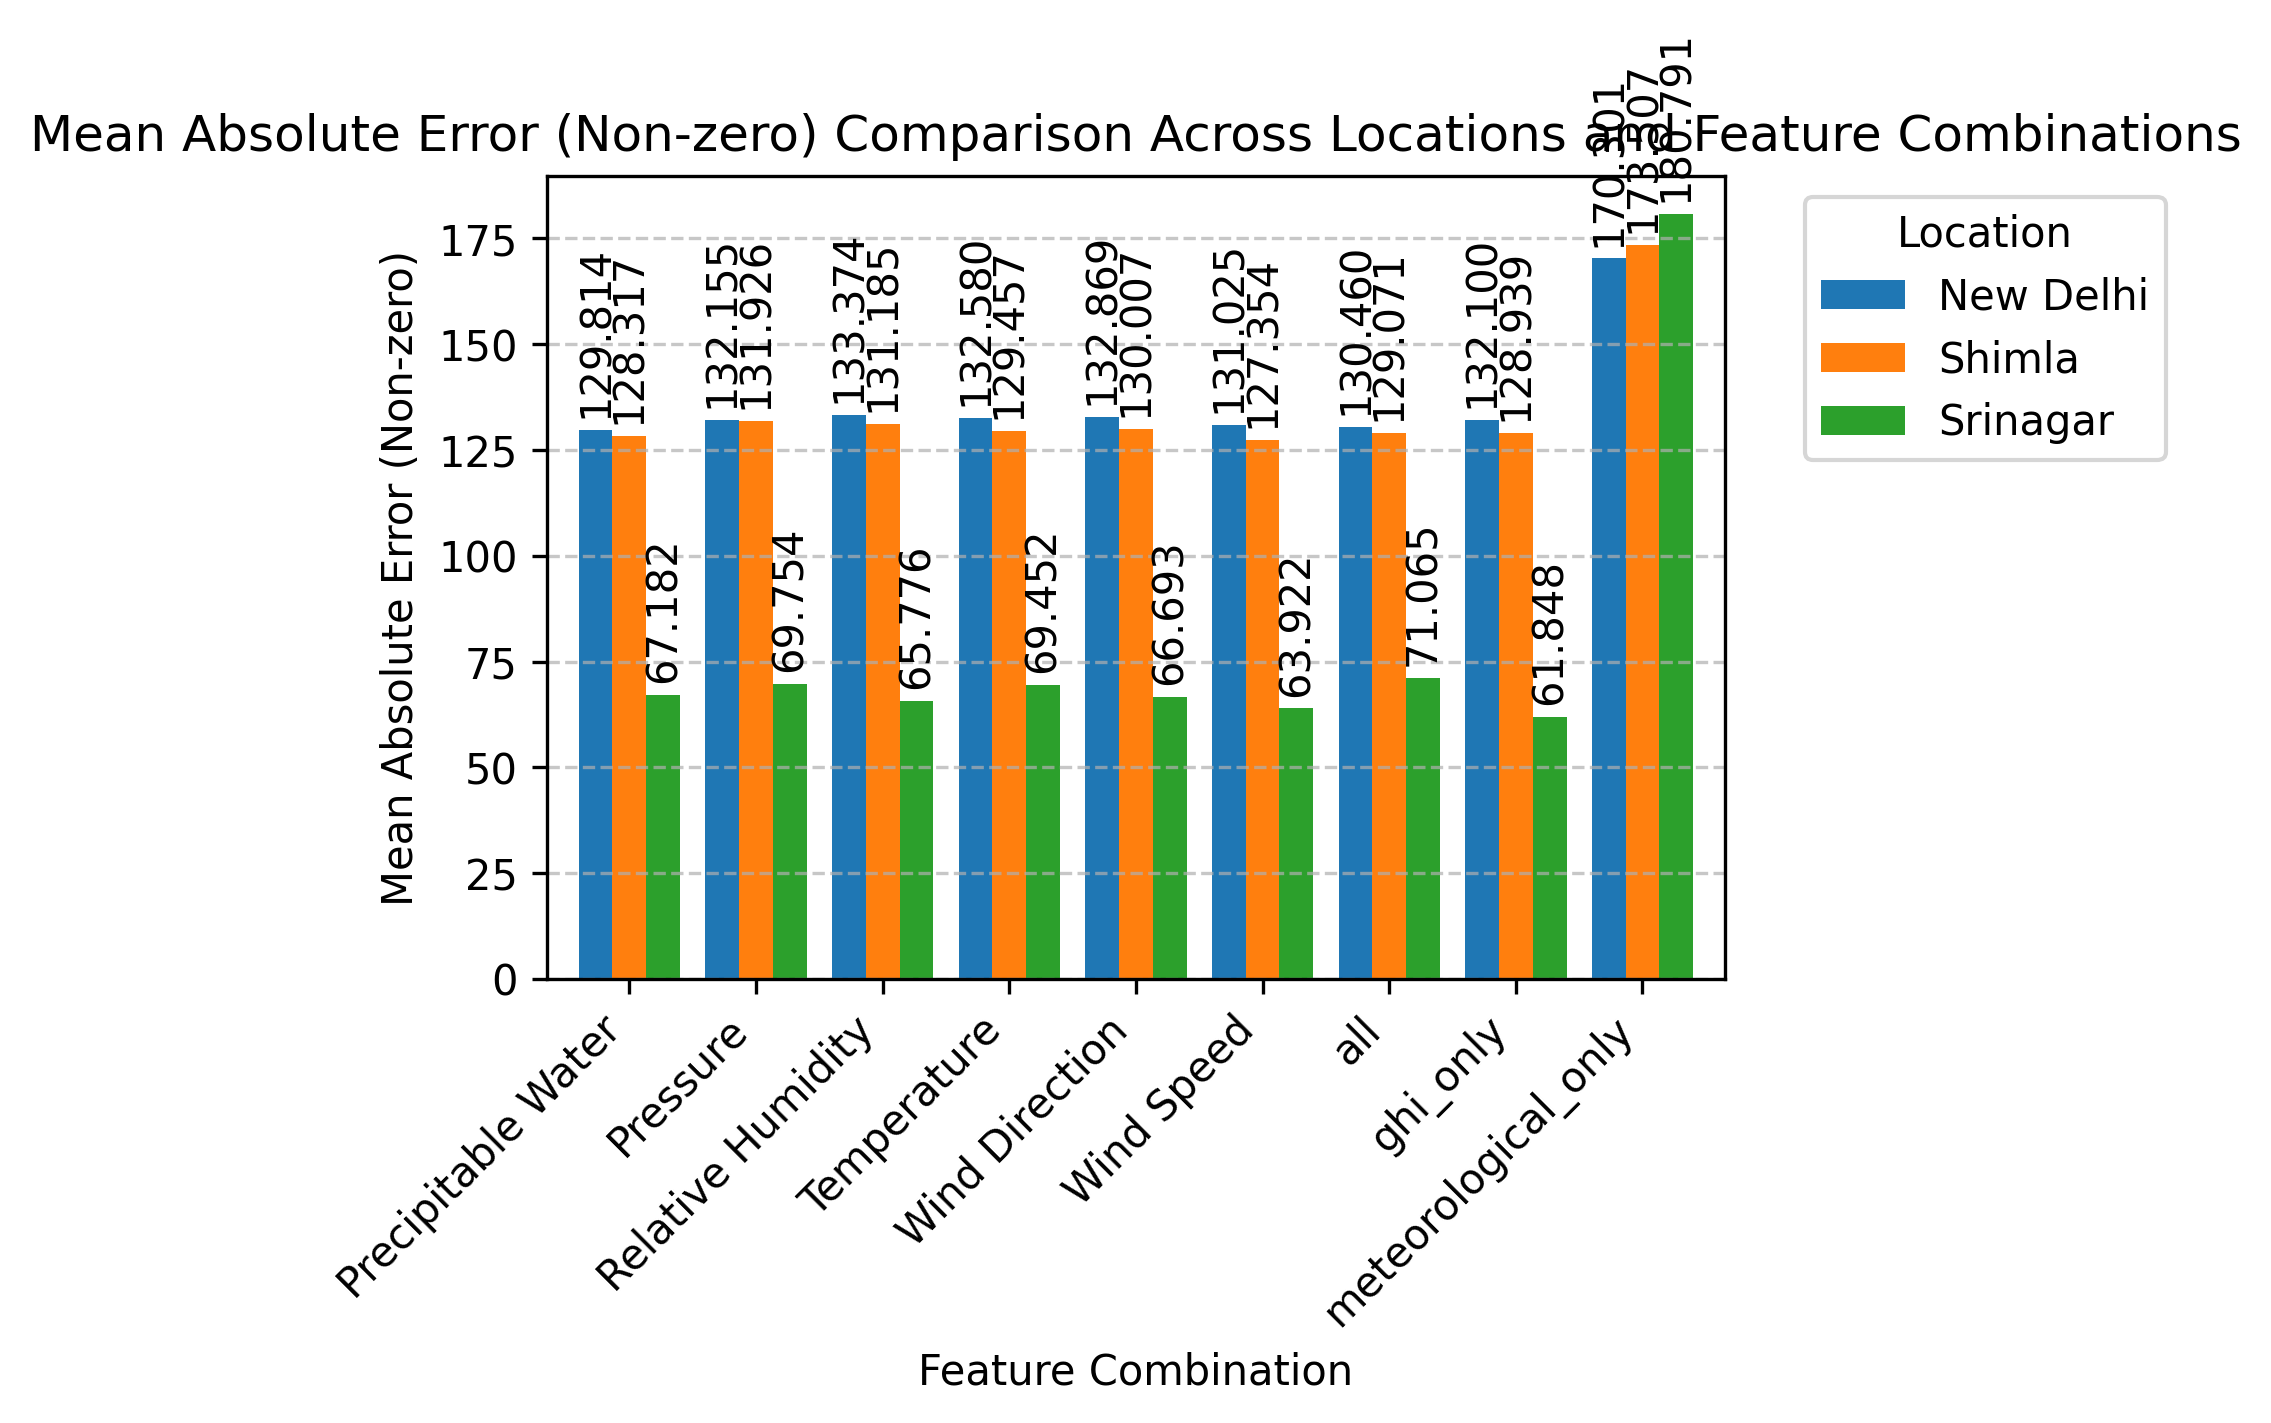 Mean Absolute Error (Non-zero) Comparison Across Locations and Feature Combinations
Mean Absolute Error (Non-zero)
175
150
125
100
75
50
25
0
129.814
128.317
67.182
132.155
131.926
69.754
133.374
131.185
65.776
132.580
129.457
69.452
132.869
130.007
66.693
131.025
127.354
63.922
130.460
129.071
71.065
132.100
128.939
61.848
170.301
180.791
Location
New Delhi
Shimla
Srinagar
Precipitable Water
Pressure
Relative Humidity
Temperature
Wind Direction
Wind Speed
all
ghi_only
meteorological_only
Feature Combination